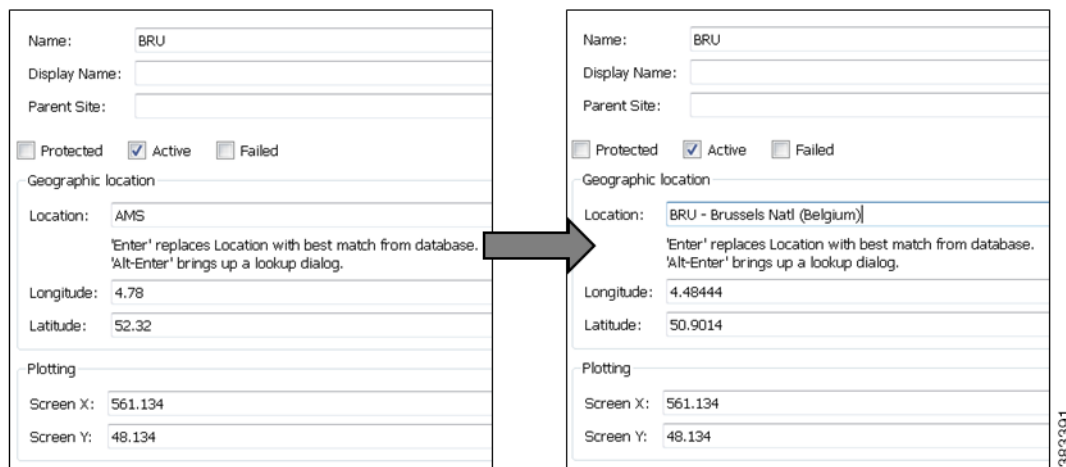 Name: BRU
Display Name:
Parent Site:
Protected Active Failed
Geographic location
Location: AMS
'Enter' replaces Location with best match from database.
'Alt-Enter' brings up a lookup dialog.
Longitude: 4.78
Latitude: 52.32
Plotting
Screen X: 561.134
Screen Y: 48.134
Name: BRU
Display Name:
Parent Site:
Protected Active Failed
Geographic location
Location: BRU - Brussels Natl (Belgium)
'Enter' replaces Location with best match from database.
'Alt-Enter' brings up a lookup dialog.
Longitude: 4.48444
Latitude: 50.9014
Plotting
Screen X: 561.134
Screen Y: 48.134
383391